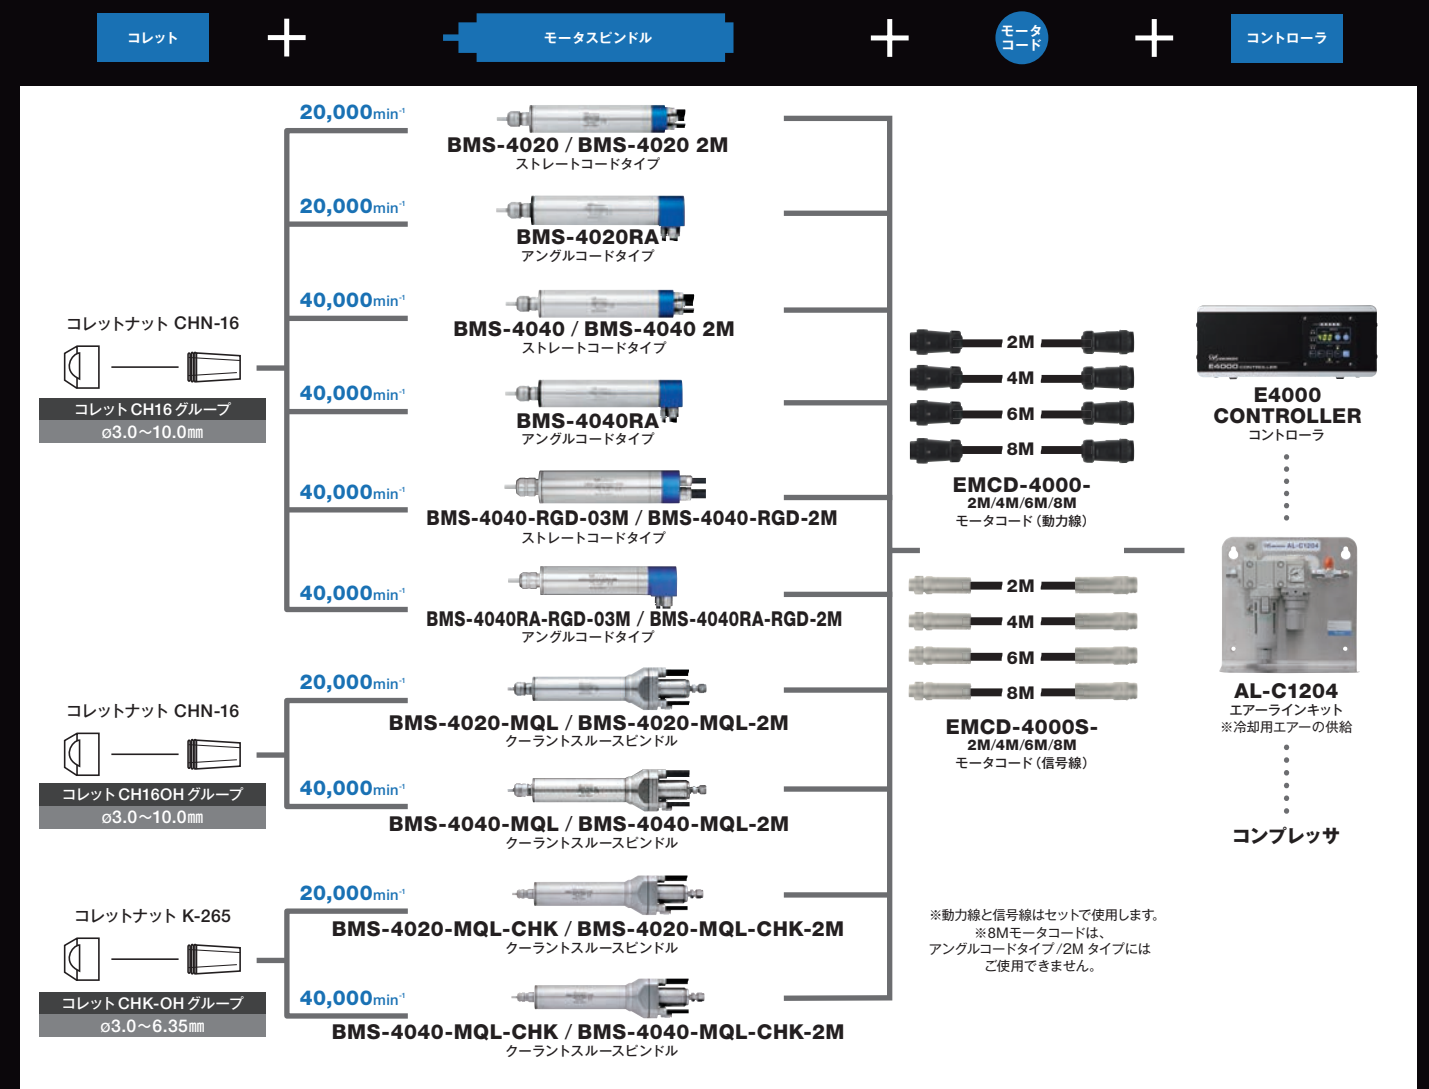 コレット
モータスピンドル
モータ
コード
コントローラ
コレットナット CHN-16
コレット CH16 グループ
ø3.0～10.0㎜
20,000min⁻¹
BMS-4020 / BMS-4020 2M
ストレートコードタイプ
20,000min⁻¹
BMS-4020RA
アングルコードタイプ
40,000min⁻¹
BMS-4040 / BMS-4040 2M
ストレートコードタイプ
40,000min⁻¹
BMS-4040RA
アングルコードタイプ
40,000min⁻¹
BMS-4040-RGD-03M / BMS-4040-RGD-2M
ストレートコードタイプ
40,000min⁻¹
BMS-4040RA-RGD-03M / BMS-4040RA-RGD-2M
アングルコードタイプ
コレットナット CHN-16
コレット CH16OH グループ
ø3.0～10.0㎜
20,000min⁻¹
BMS-4020-MQL / BMS-4020-MQL-2M
クーラントスルースピンドル
40,000min⁻¹
BMS-4040-MQL / BMS-4040-MQL-2M
クーラントスルースピンドル
コレットナット K-265
コレット CHK-OH グループ
ø3.0～6.35㎜
20,000min⁻¹
BMS-4020-MQL-CHK / BMS-4020-MQL-CHK-2M
クーラントスルースピンドル
40,000min⁻¹
BMS-4040-MQL-CHK / BMS-4040-MQL-CHK-2M
クーラントスルースピンドル
2M
4M
6M
8M
EMCD-4000-
2M/4M/6M/8M
モータコード（動力線）
2M
4M
6M
8M
EMCD-4000S-
2M/4M/6M/8M
モータコード（信号線）
※動力線と信号線はセットで使用します。
※8Mモータコードは、
アングルコードタイプ/2M タイプには
ご使用できません。
E4000 CONTROLLER
E4000
CONTROLLER
コントローラ
AL-C1204
AL-C1204
エアーラインキット
※冷却用エアーの供給
コンプレッサ